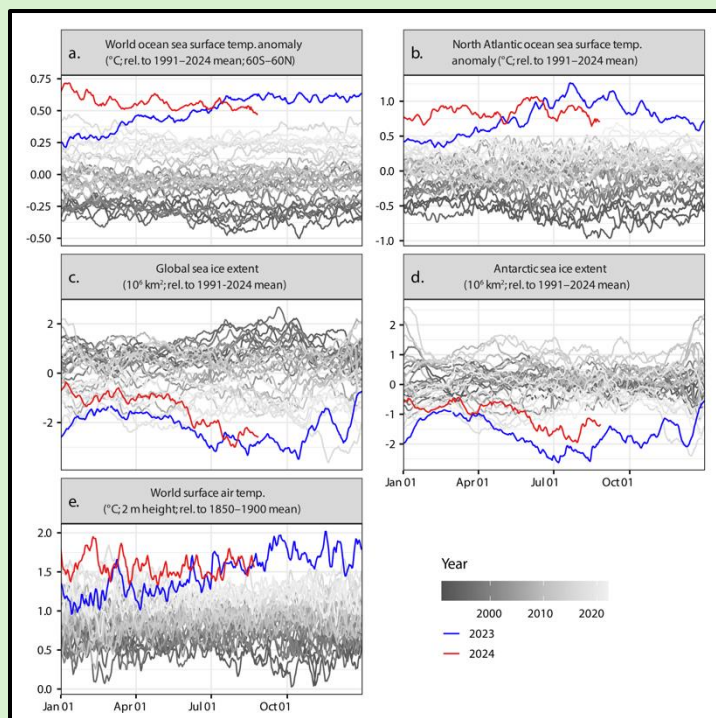 a.
World ocean sea surface temp. anomaly
(°C; rel. to 1991–2024 mean; 60S–60N)
0.75
0.50
0.25
0.00
-0.25
-0.50
b.
North Atlantic ocean sea surface temp.
anomaly (°C; rel. to 1991–2024 mean)
1.0
0.5
0.0
-0.5
-1.0
c.
Global sea ice extent
(10⁶ km²; rel. to 1991-2024 mean)
2
0
-2
d.
Antarctic sea ice extent
(10⁶ km²; rel. to 1991–2024 mean)
2
1
0
-1
-2
Jan 01 Apr 01 Jul 01 Oct 01
e.
World surface air temp.
(°C; 2 m height; rel. to 1850–1900 mean)
2.0
1.5
1.0
0.5
0.0
Jan 01 Apr 01 Jul 01 Oct 01
Year
2000 2010 2020
2023
2024